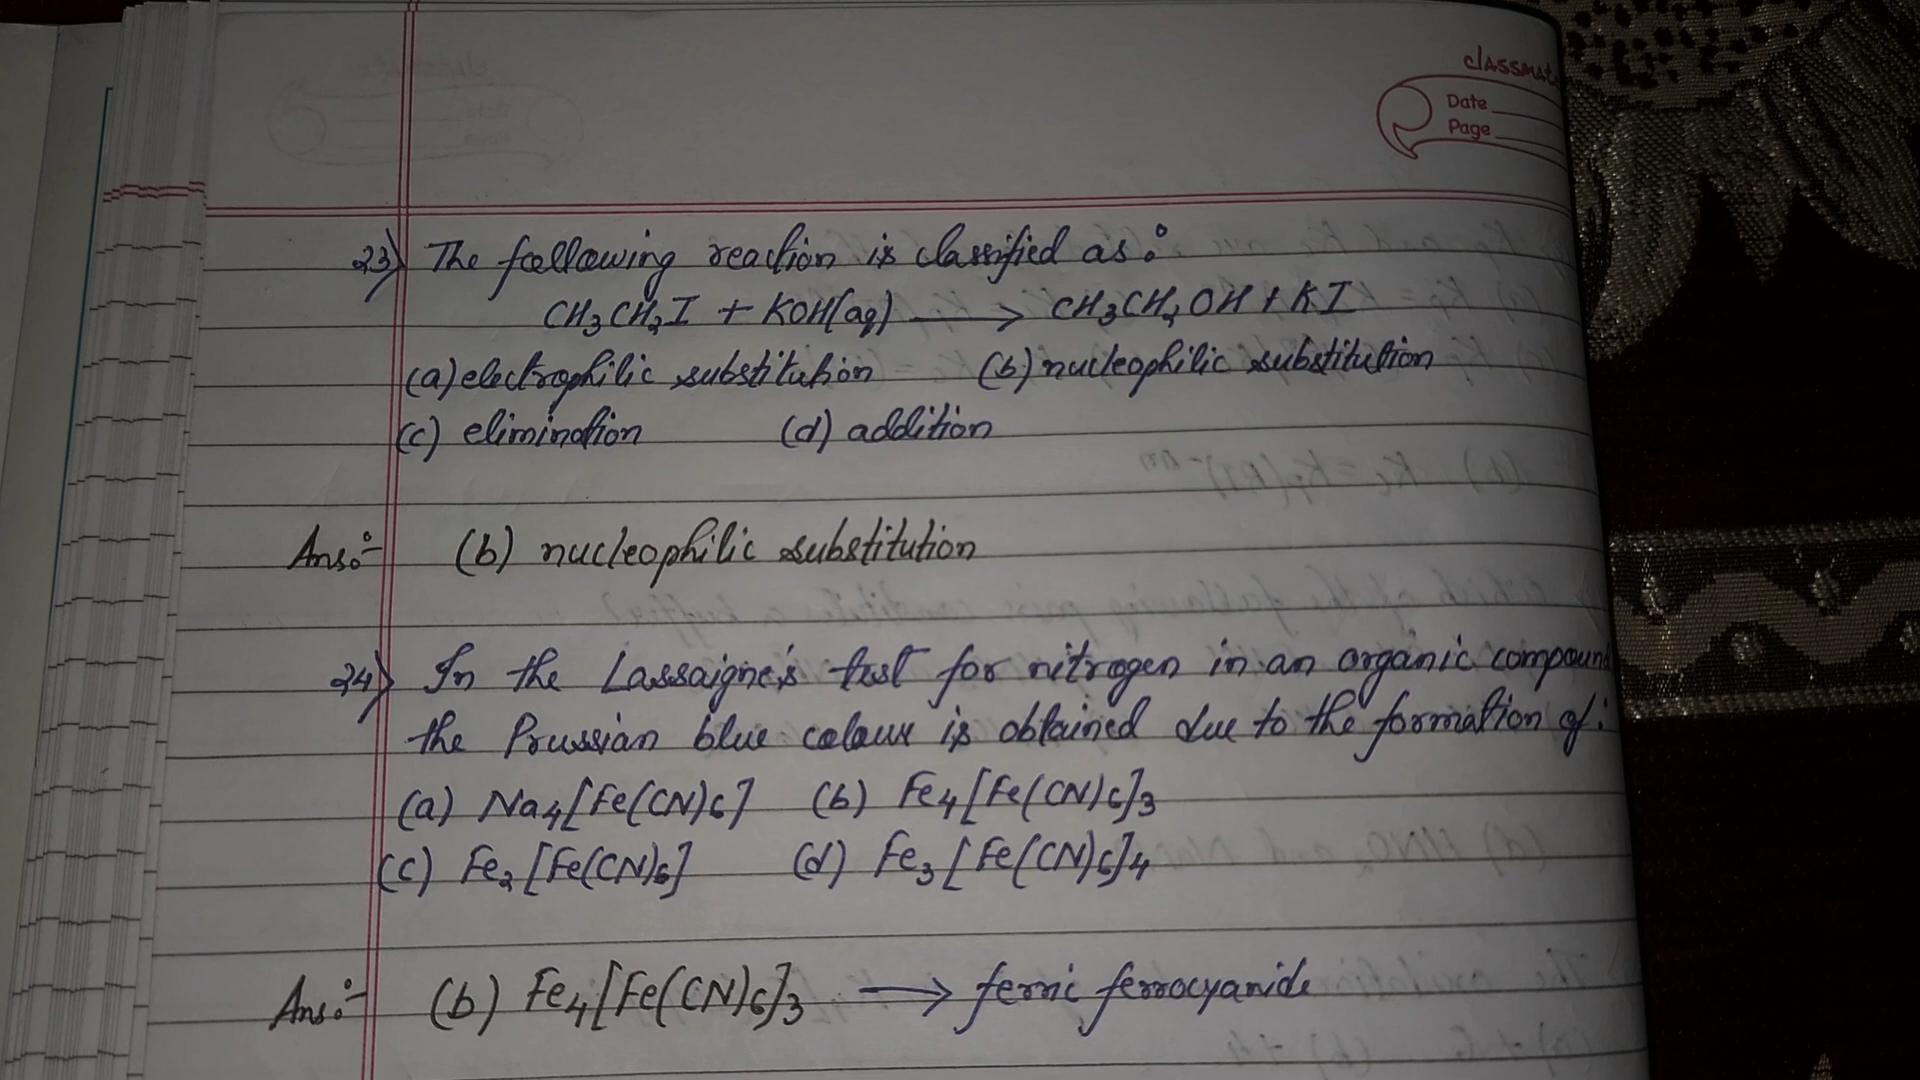 classmate
Date
Page
23) The following reaction is classified as:
CH₃CH₂I + KOH(aq) ⟶ CH₃CH₂OH + KI
(a) electrophilic substitution (b) nucleophilic substitution
(c) elimination (d) addition
Ans:- (b) nucleophilic substitution
24) In the Lassaigne's test for nitrogen in an organic compound
the Prussian blue colour is obtained due to the formation of:
(a) Na₄[Fe(CN)₆] (b) Fe₄[Fe(CN)₆]₃
(c) Fe₂[Fe(CN)₆] (d) Fe₃[Fe(CN)₆]₄
Ans:- (b) Fe₄[Fe(CN)₆]₃ ⟶ ferric ferrocyanide